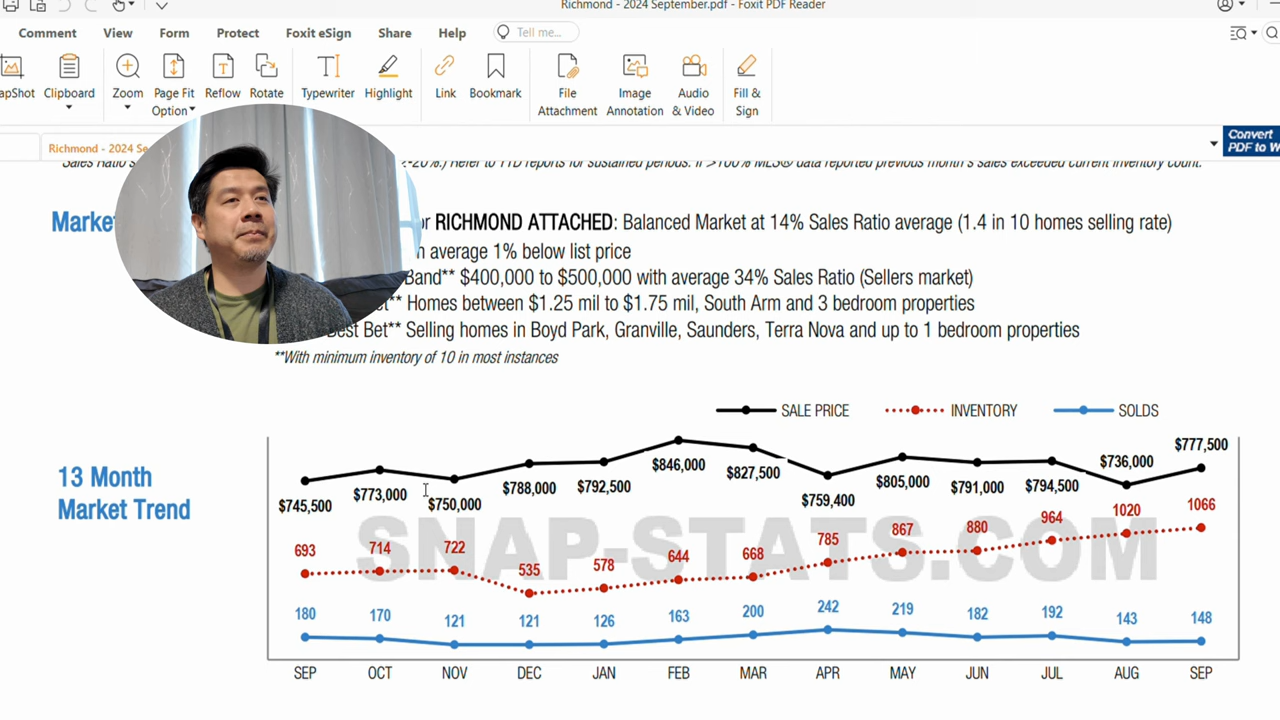 Richmond - 2024 September.pdf - Foxit PDF Reader
Comment View Form Protect Foxit eSign Share Help Tell me...
apShot Clipboard Zoom Page Fit Option Reflow Rotate Typewriter Highlight Link Bookmark File Attachment Image Annotation Audio & Video Fill & Sign
Richmond - 2024 Se
Convert
PDF to W
Sales Ratio's -20%.) Refer to YTD reports for sustained periods. If >100% MLS® data reported previous month's sales exceeded current inventory count.
Market or RICHMOND ATTACHED: Balanced Market at 14% Sales Ratio average (1.4 in 10 homes selling rate)
n average 1% below list price
Band** $400,000 to $500,000 with average 34% Sales Ratio (Sellers market)
et** Homes between $1.25 mil to $1.75 mil, South Arm and 3 bedroom properties
Best Bet** Selling homes in Boyd Park, Granville, Saunders, Terra Nova and up to 1 bedroom properties
**With minimum inventory of 10 in most instances
SALE PRICE INVENTORY SOLDS
13 Month
Market Trend
$745,500 $773,000 $750,000 $788,000 $792,500 $846,000 $827,500 $759,400 $805,000 $791,000 $794,500 $736,000 $777,500
693 714 722 535 578 644 668 785 867 880 964 1020 1066
SNAP-STATS.COM
180 170 121 121 126 163 200 242 219 182 192 143 148
SEP OCT NOV DEC JAN FEB MAR APR MAY JUN JUL AUG SEP